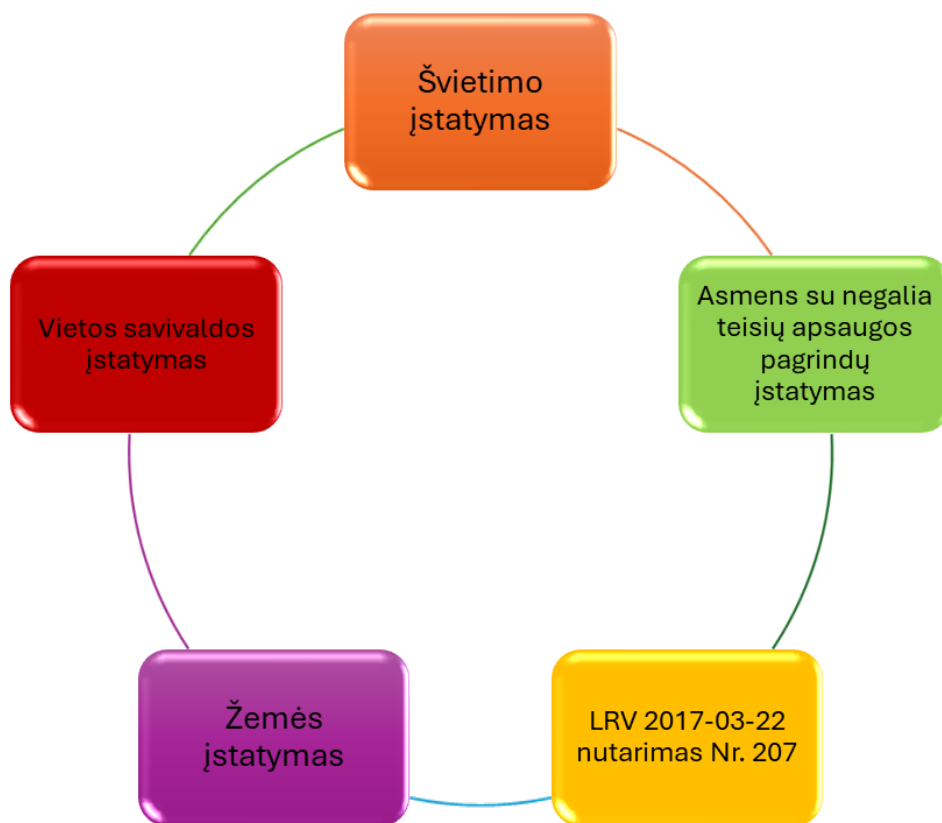 Švietimo
įstatymas
Asmens su negalia
teisių apsaugos
pagrindų
įstatymas
LRV 2017-03-22
nutarimas Nr. 207
Žemės
įstatymas
Vietos savivaldos
įstatymas